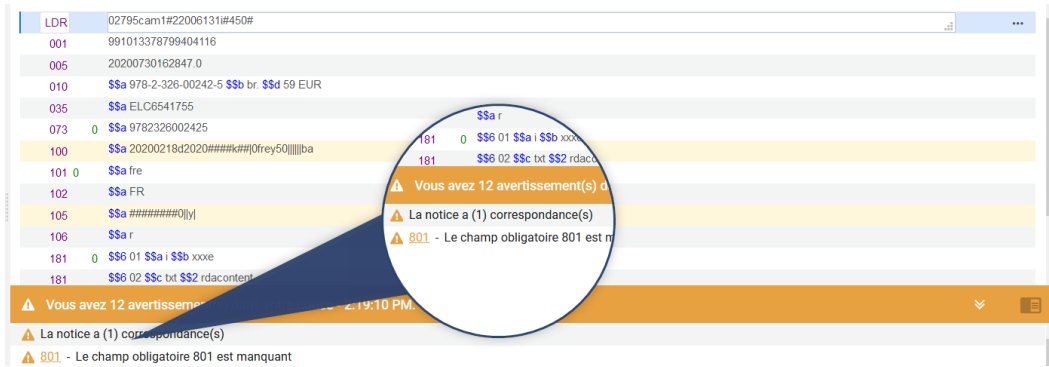 LDR 02795cam1#22006131i#450#
001 991013378799404116
005 20200730162847.0
010 $$a 978-2-326-00242-5 $$b br. $$d 59 EUR
035 $$a ELC6541755
073 0 $$a 9782326002425
100 $$a 20200218d2020####k##|0frey50||||||ba
101 0 $$a fre
102 $$a FR
105 $$a ########0||y|
106 $$a r
181 0 $$6 01 $$a i $$b xxxe
181 $$6 02 $$c txt $$2 rdacontent
Vous avez 12 2:19:10 PM.
La notice a (1) correspondance(s)
801 - Le champ obligatoire 801 est manquant
$$a r
181 0 $$6 01 $$a i $$b xxxe
181 $$6 02 $$c txt $$2
Vous avez 12 avertissement(s)
La notice a (1) correspondance(s)
801 - Le champ obligatoire 801 est